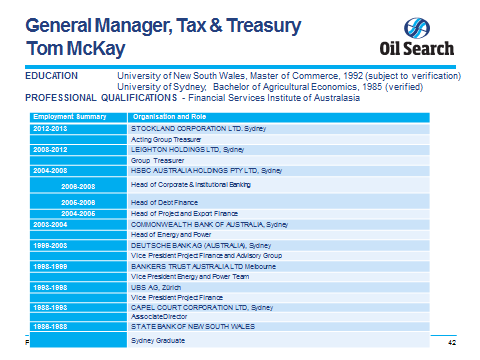 General Manager, Tax & Treasury
Tom McKay
Oil Search
EDUCATION University of New South Wales, Master of Commerce, 1992 (subject to verification)
University of Sydney, Bachelor of Agricultural Economics, 1985 (verified)
PROFESSIONAL QUALIFICATIONS - Financial Services Institute of Australasia
Employment Summary Organisation and Role
2012-2013 STOCKLAND CORPORATION LTD. Sydney
Acting Group Treasurer
2008-2012 LEIGHTON HOLDINGS LTD, Sydney
Group Treasurer
2004-2008 HSBC AUSTRALIA HOLDINGS PTY LTD, Sydney
2006-2008 Head of Corporate & Institutional Banking
2005-2006 Head of Debt Finance
2004-2005 Head of Project and Export Finance
2003-2004 COMMONWEALTH BANK OF AUSTRALIA, Sydney
Head of Energy and Power
1999-2003 DEUTSCHE BANK AG (AUSTRALIA), Sydney
Vice President Project Finance and Advisory Group
1998-1999 BANKERS TRUST AUSTRALIA LTD Melbourne
Vice President Energy and Power Team
1993-1998 UBS AG, Zürich
Vice President Project Finance
1988-1993 CAPEL COURT CORPORATION LTD, Sydney
Associate Director
1986-1988 STATE BANK OF NEW SOUTH WALES
Sydney Graduate
42